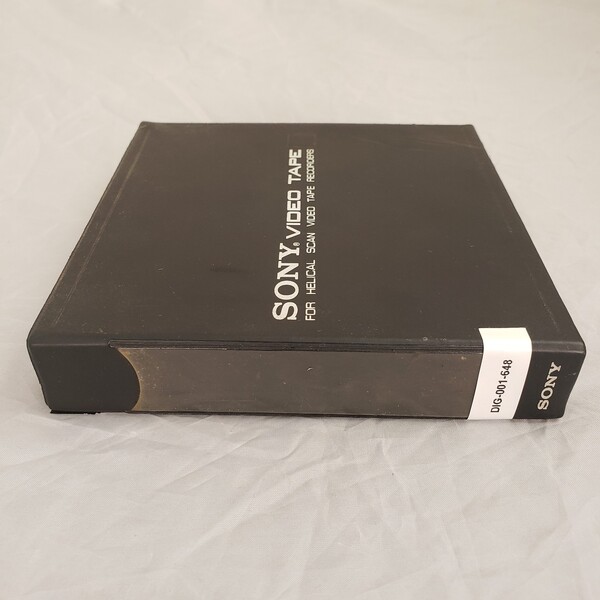 SONY® VIDEO TAPE
FOR HELICAL SCAN VIDEO TAPE RECORDERS
DIG-001-648
SONY